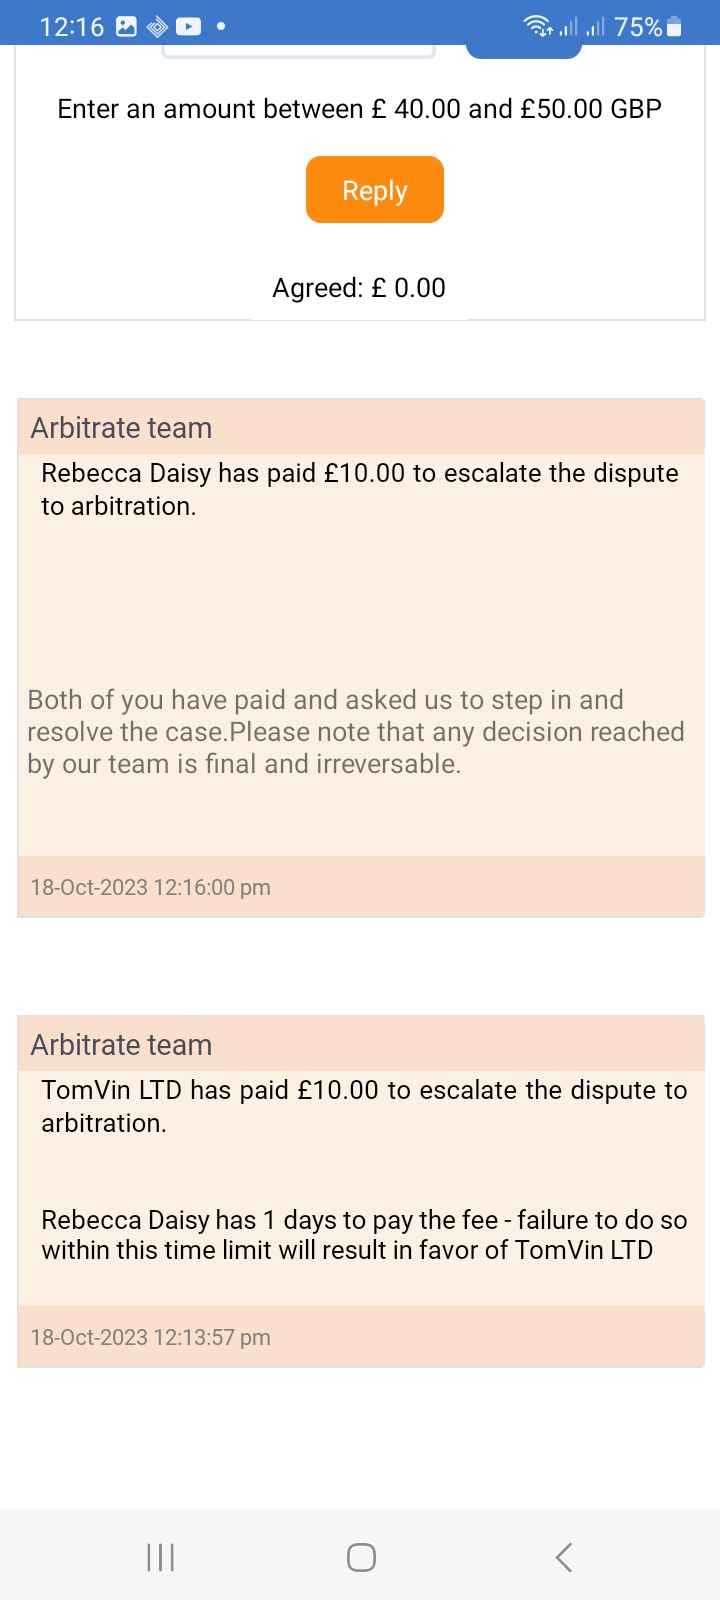 12:16
75%
Enter an amount between £ 40.00 and £50.00 GBP
Reply
Agreed: £ 0.00
Arbitrate team
Rebecca Daisy has paid £10.00 to escalate the dispute
to arbitration.
Both of you have paid and asked us to step in and
resolve the case.Please note that any decision reached
by our team is final and irreversable.
18-Oct-2023 12:16:00 pm
Arbitrate team
TomVin LTD has paid £10.00 to escalate the dispute to
arbitration.
Rebecca Daisy has 1 days to pay the fee - failure to do so
within this time limit will result in favor of TomVin LTD
18-Oct-2023 12:13:57 pm